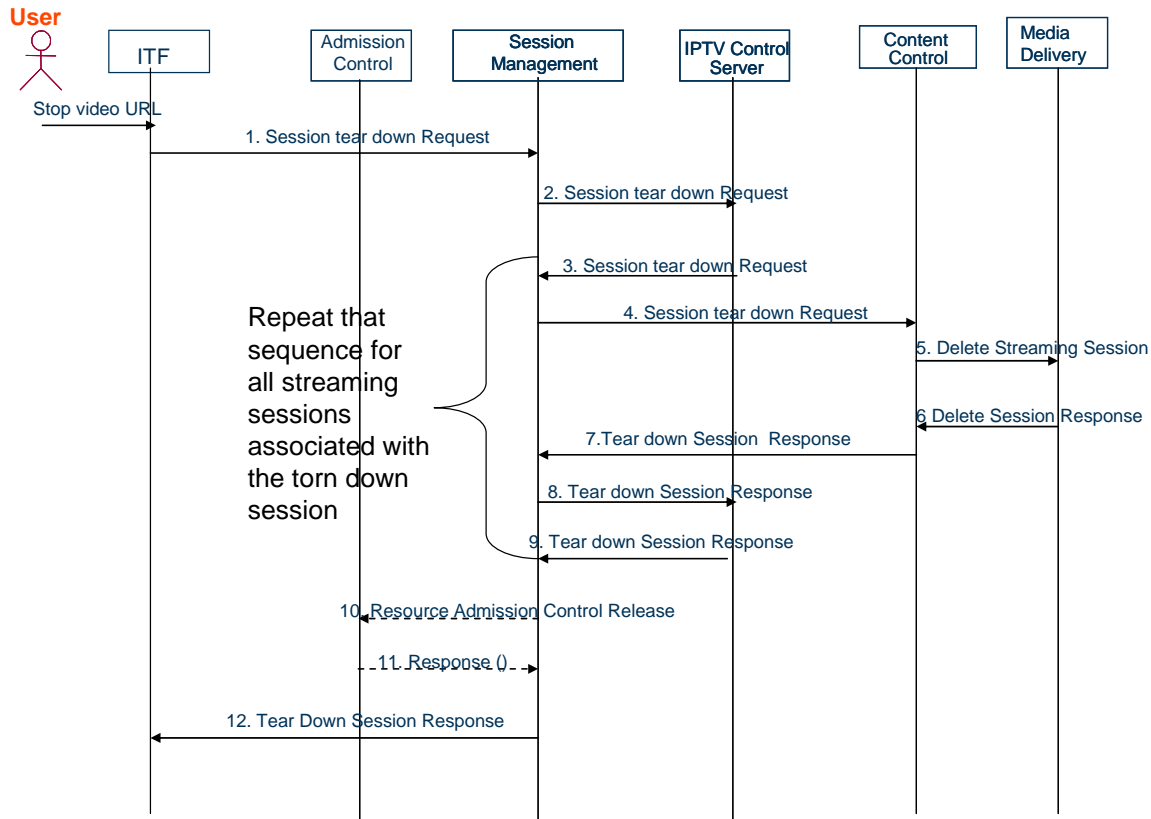 User
ITF
Admission
Control
Session
Management
IPTV Control
Server
Content
Control
Media
Delivery
Stop video URL
1. Session tear down Request
2. Session tear down Request
3. Session tear down Request
4. Session tear down Request
5. Delete Streaming Session
6 Delete Session Response
7.Tear down Session Response
8. Tear down Session Response
9. Tear down Session Response
Repeat that
sequence for
all streaming
sessions
associated with
the torn down
session
10. Resource Admission Control Release
11. Response ()
12. Tear Down Session Response